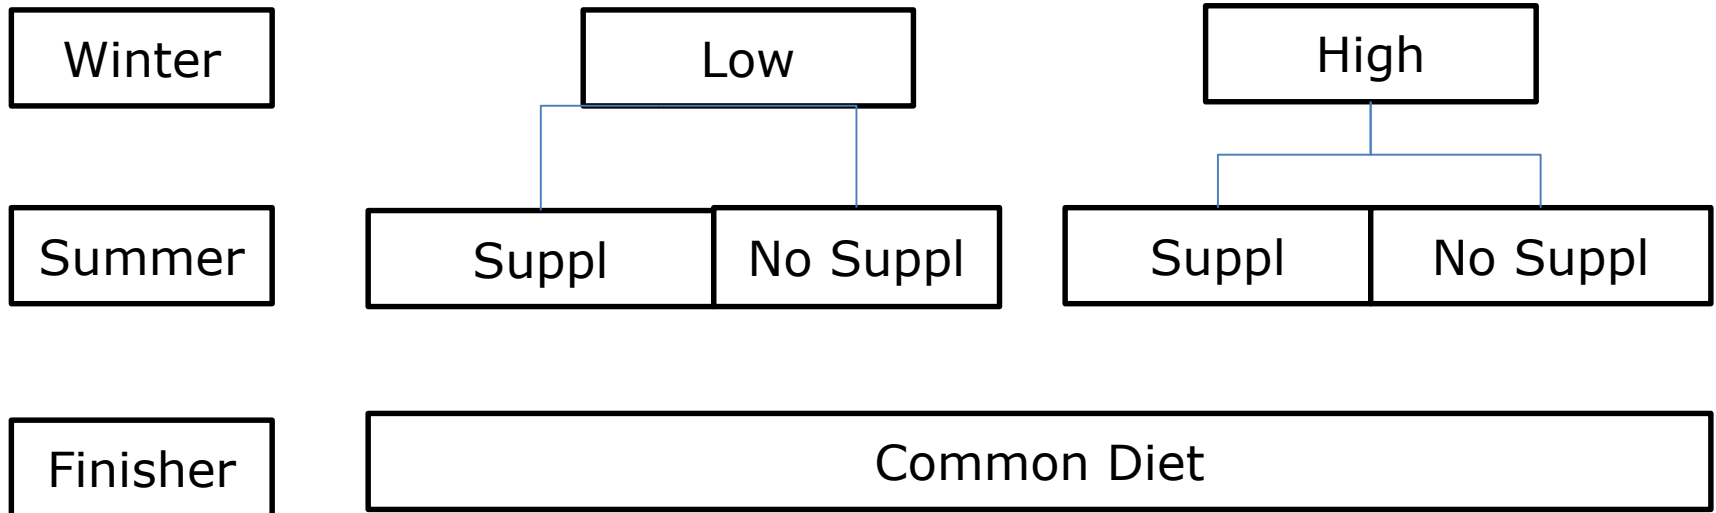 Winter
Low
High
Summer
Suppl
No Suppl
Suppl
No Suppl
Finisher
Common Diet